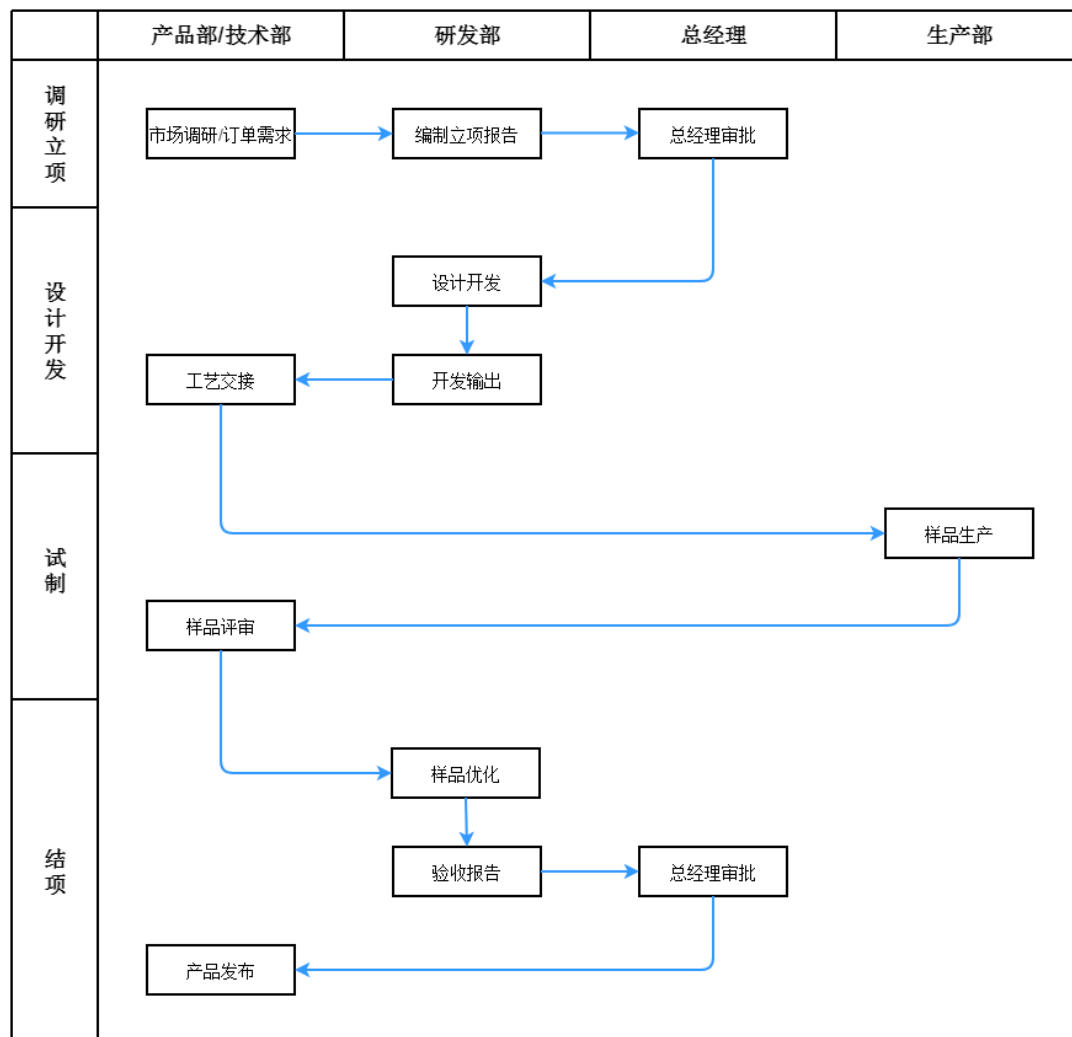 产品部/技术部
研发部
总经理
生产部
调研立项
市场调研/订单需求
编制立项报告
总经理审批
设计开发
设计开发
工艺交接
开发输出
试制
样品生产
样品评审
结项
样品优化
验收报告
总经理审批
产品发布